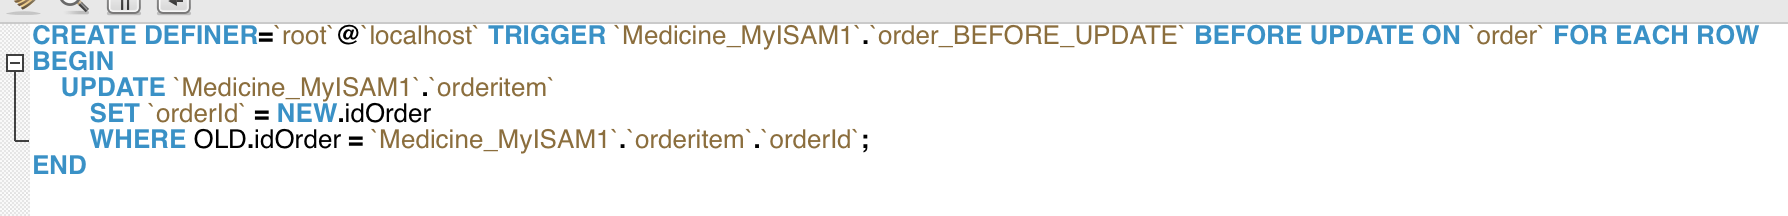 CREATE DEFINER=`root`@`localhost` TRIGGER `Medicine_MyISAM1`.`order_BEFORE_UPDATE` BEFORE UPDATE ON `order` FOR EACH ROW
BEGIN
UPDATE `Medicine_MyISAM1`.`orderitem`
SET `orderId` = NEW.idOrder
WHERE OLD.idOrder = `Medicine_MyISAM1`.`orderitem`.`orderId`;
END